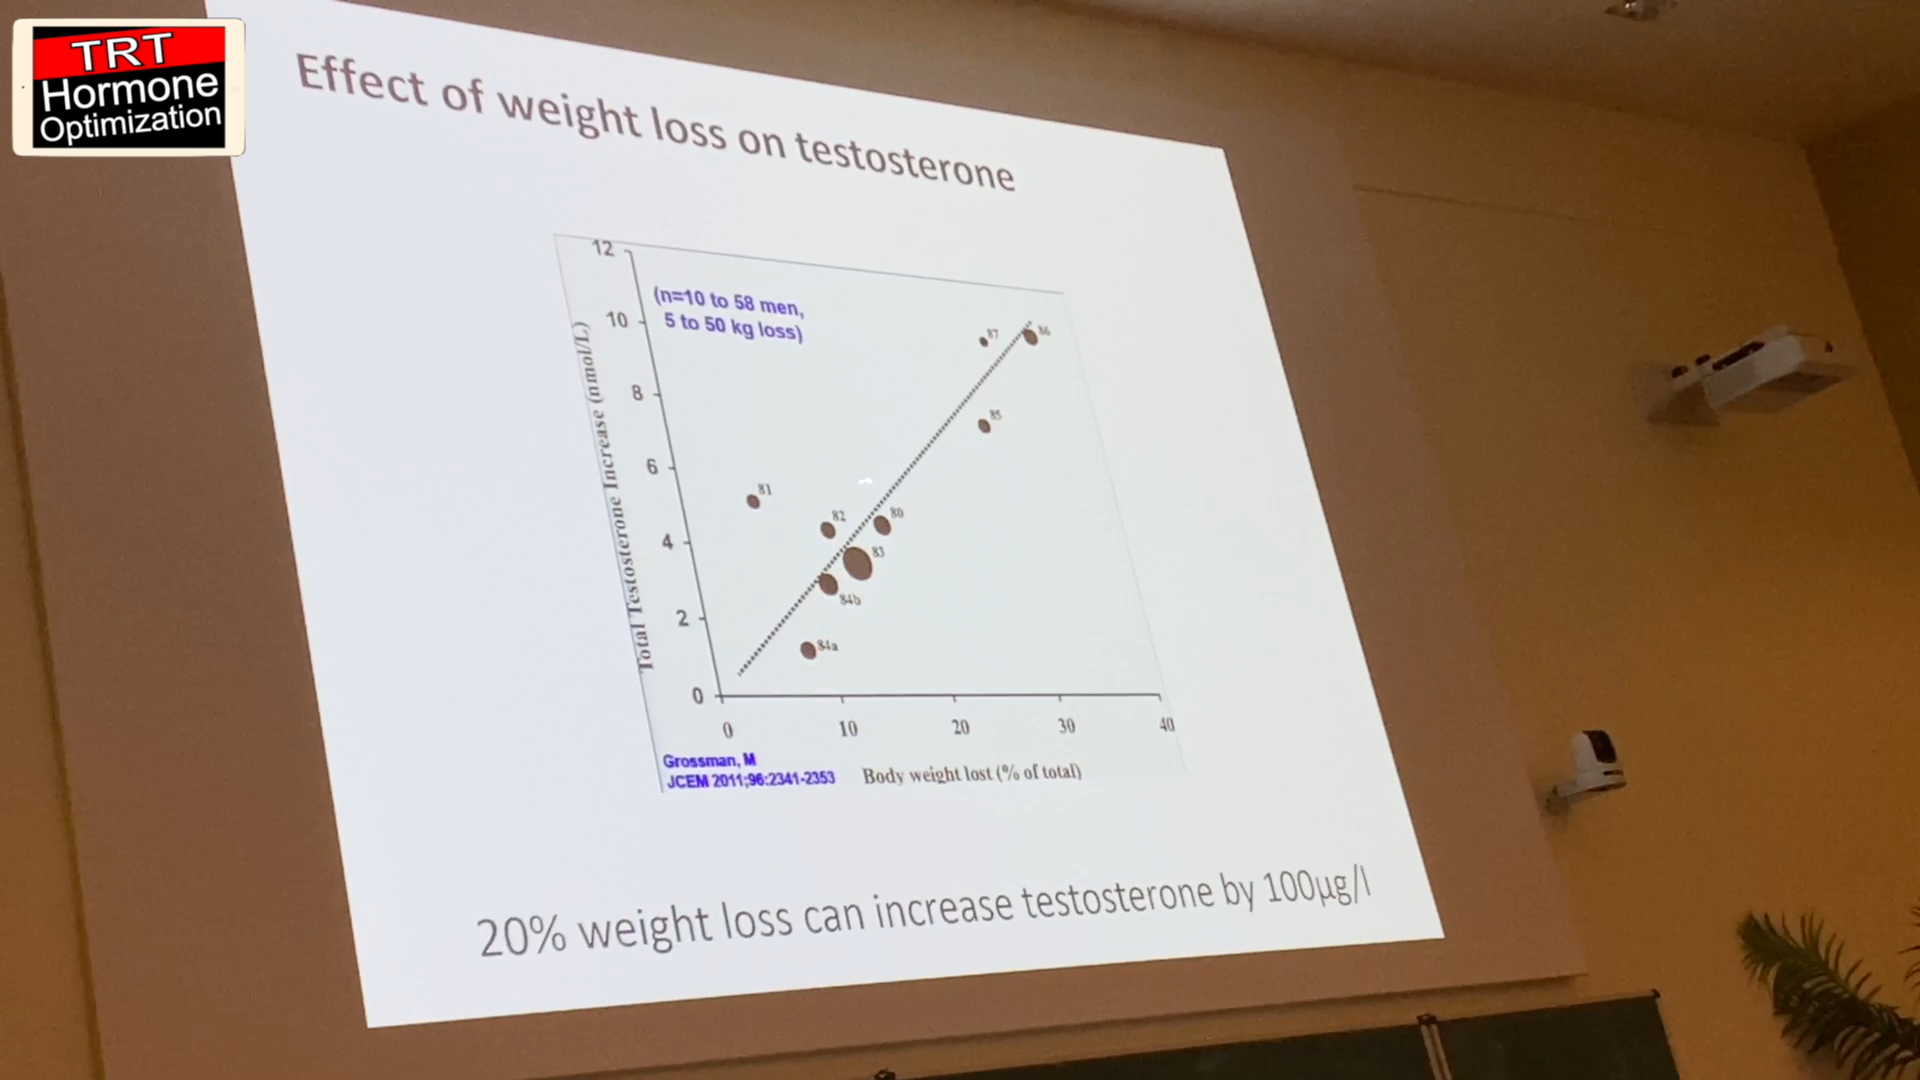 TRT
Hormone
Optimization
Effect of weight loss on testosterone
12
10
8
6
4
2
0
Total Testosterone Increase (nmol/L)
(n=10 to 58 men,
5 to 50 kg loss)
87
86
85
81
82
80
83
84b
84a
0 10 20 30 40
Body weight lost (% of total)
Grossman, M
JCEM 2011;96:2341-2353
20% weight loss can increase testosterone by 100µg/l